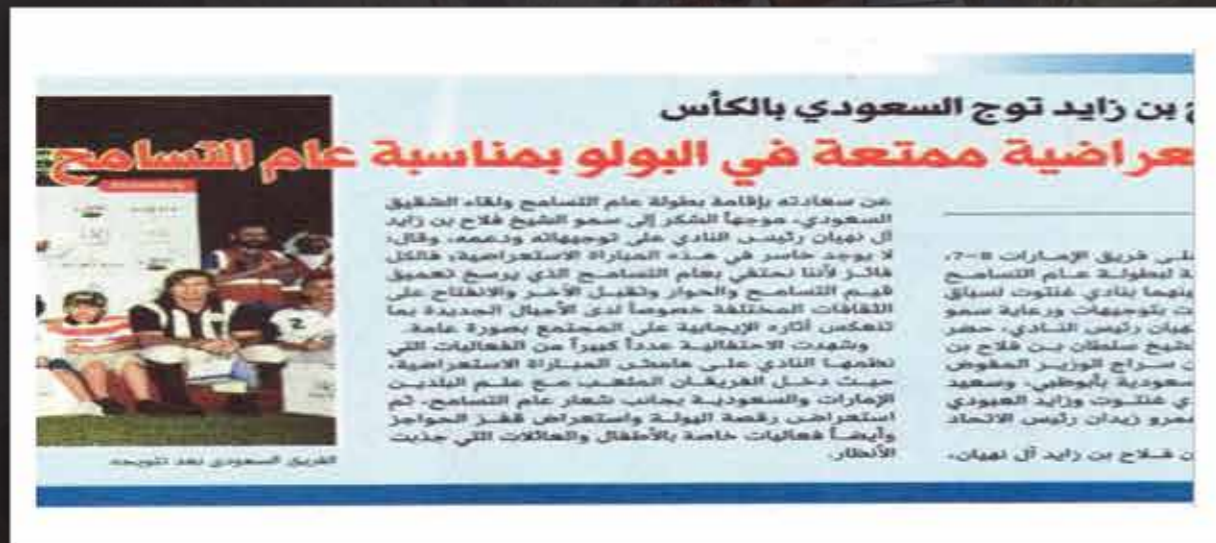 ح بن زايد توج السعودي بالكأس
عراضية ممتعة في البولو بمناسبة عام التسامح
على فريق الإمارات 8-7،
ة لبطولة عام التسامح
ينهما بنادي غنتوت لسباق
ت بتوجيهات ورعاية سمو
نهيان رئيس النادي، حضر
شيخ سلطان بن فلاح بن
ن سراج الوزير المفوض
سعودية بأبوظبي، وسعيد
ي غنتوت وزايد العبودي
عمرو زيدان رئيس الاتحاد
ن فلاح بن زايد آل نهيان،
عن سعادته بإقامة بطولة عام التسامح ولقاء الشقيق
السعودي، موجهاً الشكر إلى سمو الشيخ فلاح بن زايد
آل نهيان رئيس النادي على توجيهاته ودعمه، وقال:
لا يوجد خاسر في هذه المباراة الاستعراضية، فالكل
فائز لأننا نحتفي بعام التسامح الذي يرسخ تعميق
قيم التسامح والحوار وتقبل الآخر والانفتاح على
الثقافات المختلفة خصوصاً لدى الأجيال الجديدة بما
تنعكس آثاره الإيجابية على المجتمع بصورة عامة.
وشهدت الاحتفالية عدداً كبيراً من الفعاليات التي
نظمها النادي على هامش المباراة الاستعراضية،
حيث دخل الفريقان الملعب مع علم البلدين
الإمارات والسعودية بجانب شعار عام التسامح، ثم
استعراض رقصة اليولة واستعراض قفز الحواجز
وأيضاً فعاليات خاصة بالأطفال والعائلات التي جذبت
الأنظار.
الفريق السعودي بعد تتويجه